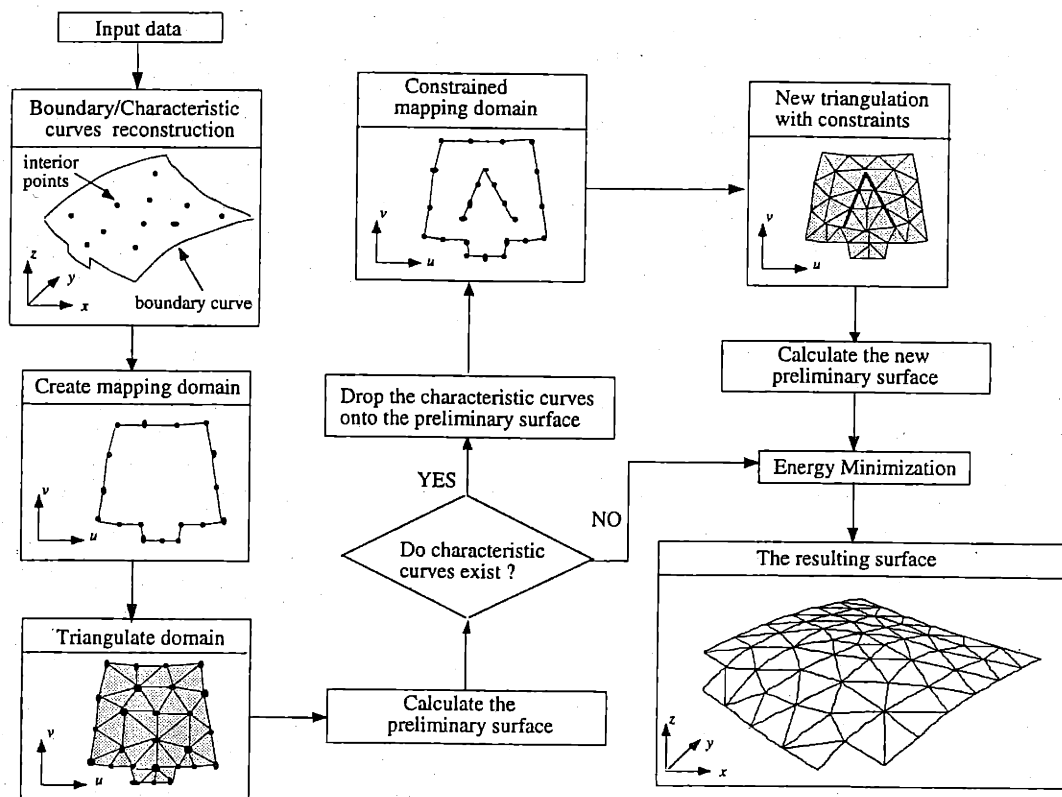 Input data
Boundary/Characteristic
curves reconstruction
interior
points
z
y
x
boundary curve
Create mapping domain
v
u
Triangulate domain
v
u
Calculate the
preliminary surface
Do characteristic
curves exist ?
YES
NO
Drop the characteristic curves
onto the preliminary surface
Constrained
mapping domain
v
u
New triangulation
with constraints
v
u
Calculate the new
preliminary surface
Energy Minimization
The resulting surface
z
y
x